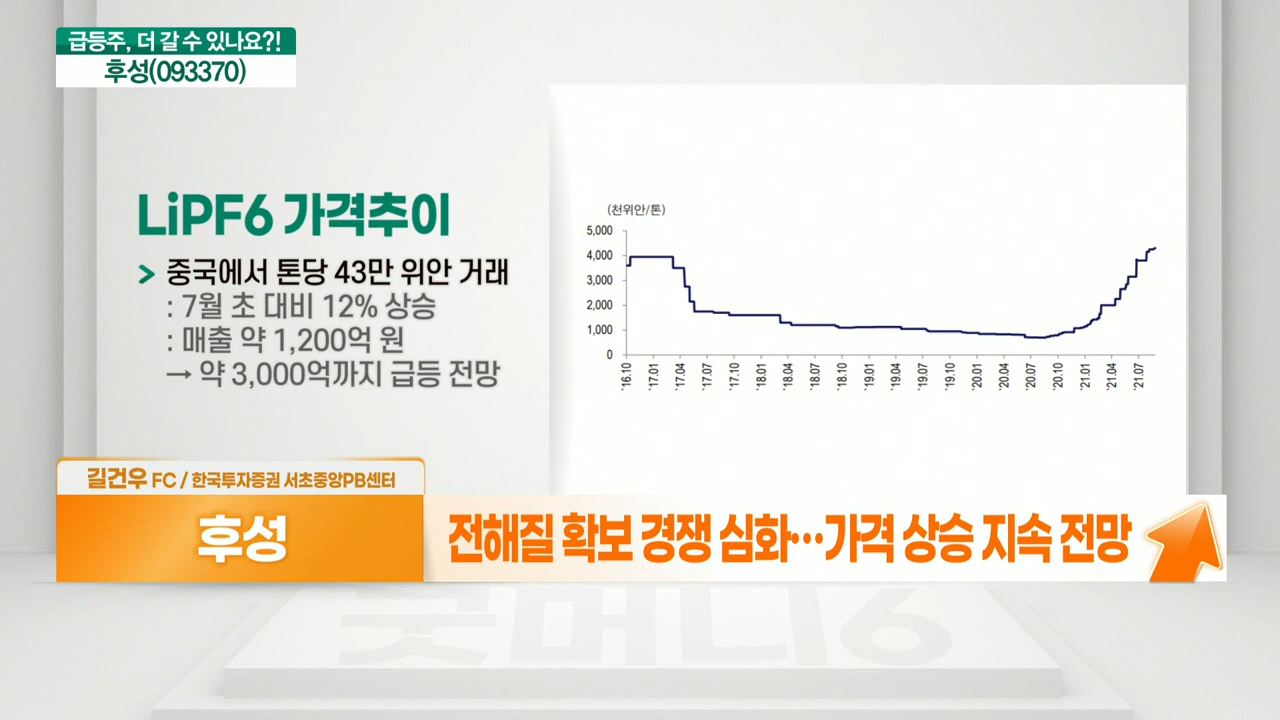 급등주, 더 갈 수 있나요?!
후성(093370)
LiPF6 가격추이
> 중국에서 톤당 43만 위안 거래
: 7월 초 대비 12% 상승
: 매출 약 1,200억 원
→ 약 3,000억까지 급등 전망
(천위안/톤)
5,000
4,000
3,000
2,000
1,000
0
'16.10 '17.01 '17.04 '17.07 '17.10 '18.01 '18.04 '18.07 '18.10 '19.01 '19.04 '19.07 '19.10 '20.01 '20.04 '20.07 '20.10 '21.01 '21.04 '21.07
길건우 FC / 한국투자증권 서초중앙PB센터
후성
전해질 확보 경쟁 심화…가격 상승 지속 전망
굿머니6